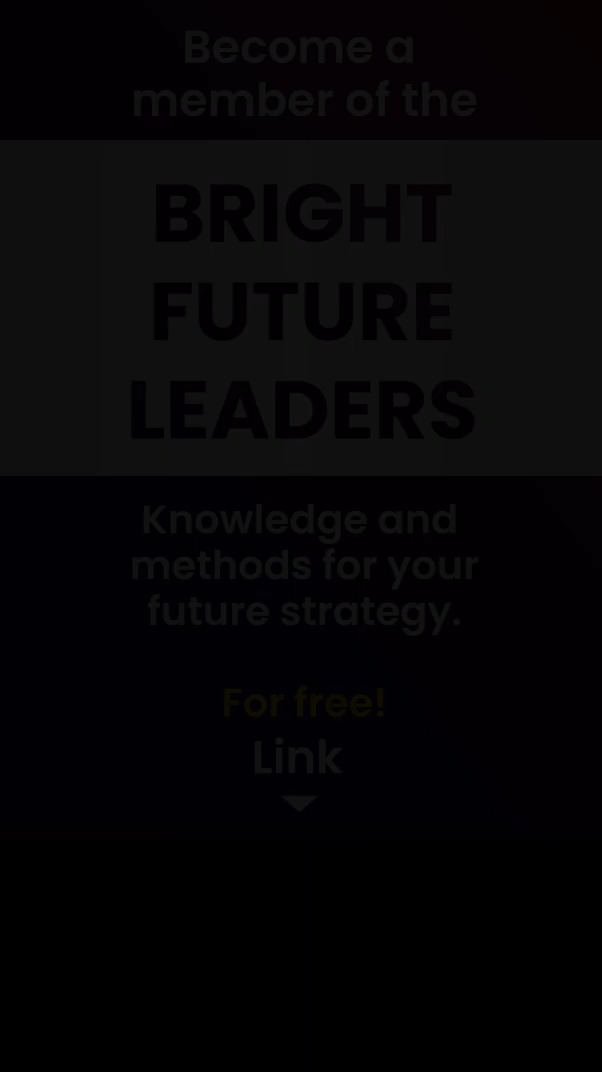 Become a
member of the
BRIGHT
FUTURE
LEADERS
Knowledge and
methods for your
future strategy.
For free!
Link